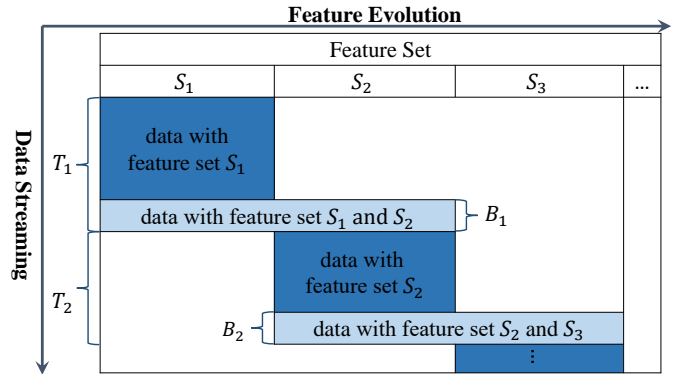 Feature Evolution
Data Streaming
Feature Set
S₁ S₂ S₃ ...
T₁
data with
feature set S₁
data with feature set S₁ and S₂
B₁
T₂
data with
feature set S₂
B₂
data with feature set S₂ and S₃
⋮